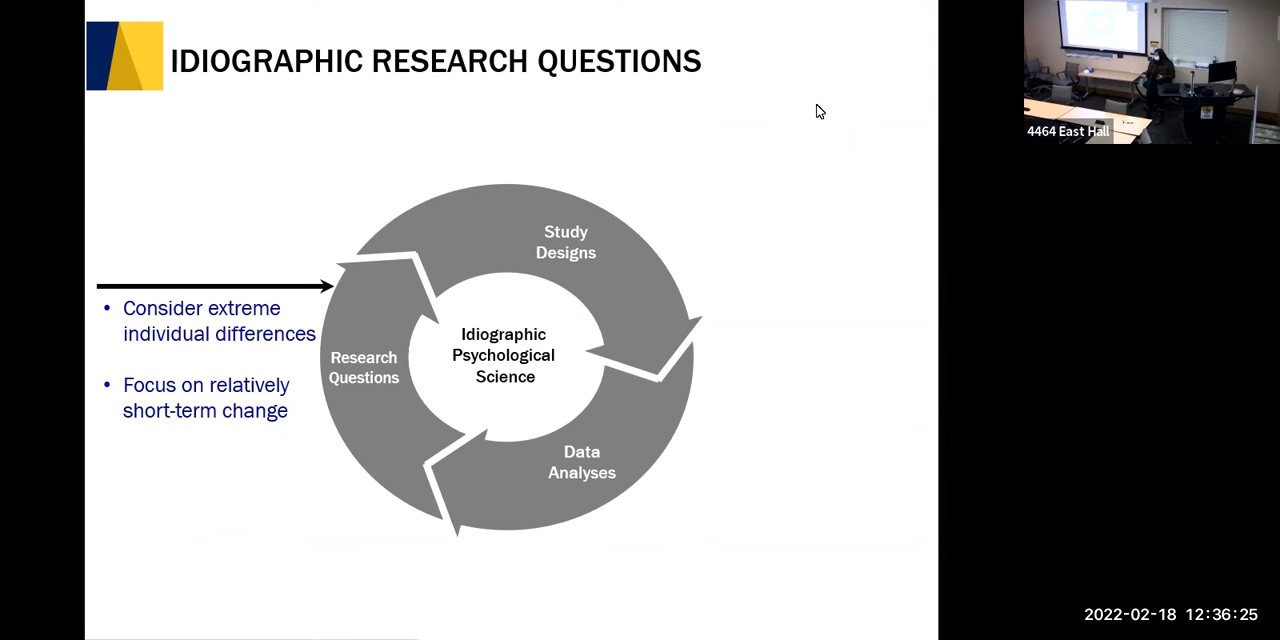 IDIOGRAPHIC RESEARCH QUESTIONS
4464 East Hall
Study
Designs
• Consider extreme
individual differences
• Focus on relatively
short-term change
Research
Questions
Idiographic
Psychological
Science
Data
Analyses
2022-02-18 12:36:25